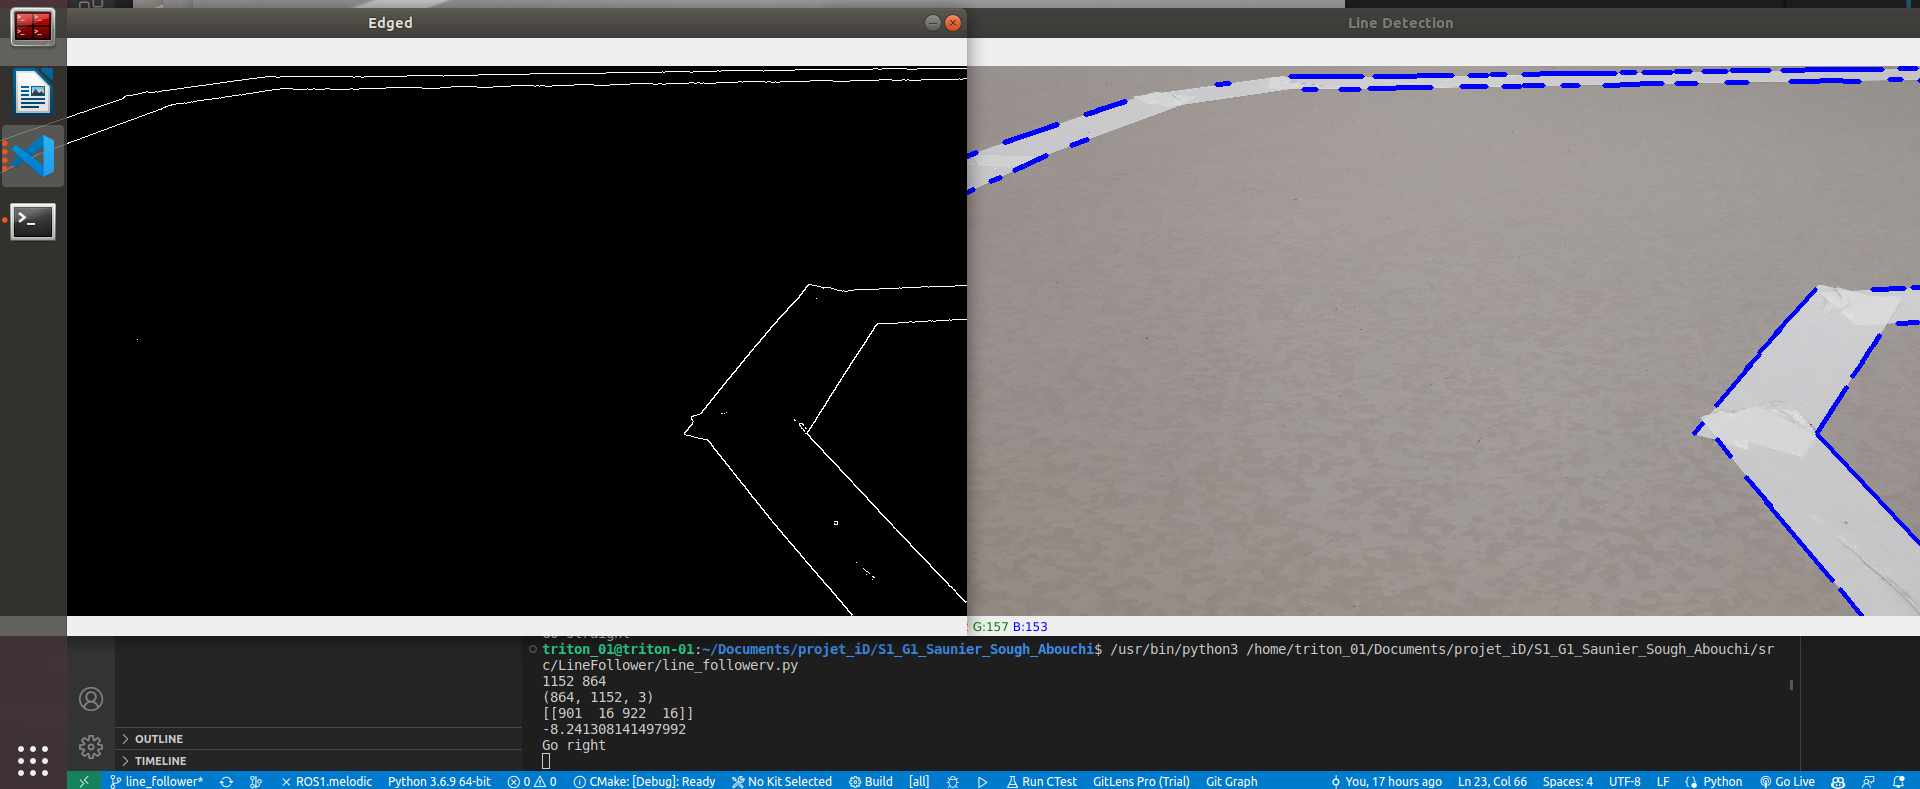 Edged
Line Detection
G:157 B:153
Go Straight
triton_01@triton-01:~/Documents/projet_iD/S1_G1_Saunier_Sough_Abouchi$ /usr/bin/python3 /home/triton_01/Documents/projet_iD/S1_G1_Saunier_Sough_Abouchi/sr
c/LineFollower/line_followerv.py
1152 864
(864, 1152, 3)
[[901  16 922  16]]
-8.241308141497992
Go right
OUTLINE
TIMELINE
line_follower* ROS1.melodic Python 3.6.9 64-bit 0 0 CMake: [Debug]: Ready No Kit Selected Build [all] Run CTest GitLens Pro (Trial) Git Graph You, 17 hours ago Ln 23, Col 66 Spaces: 4 UTF-8 LF Python Go Live